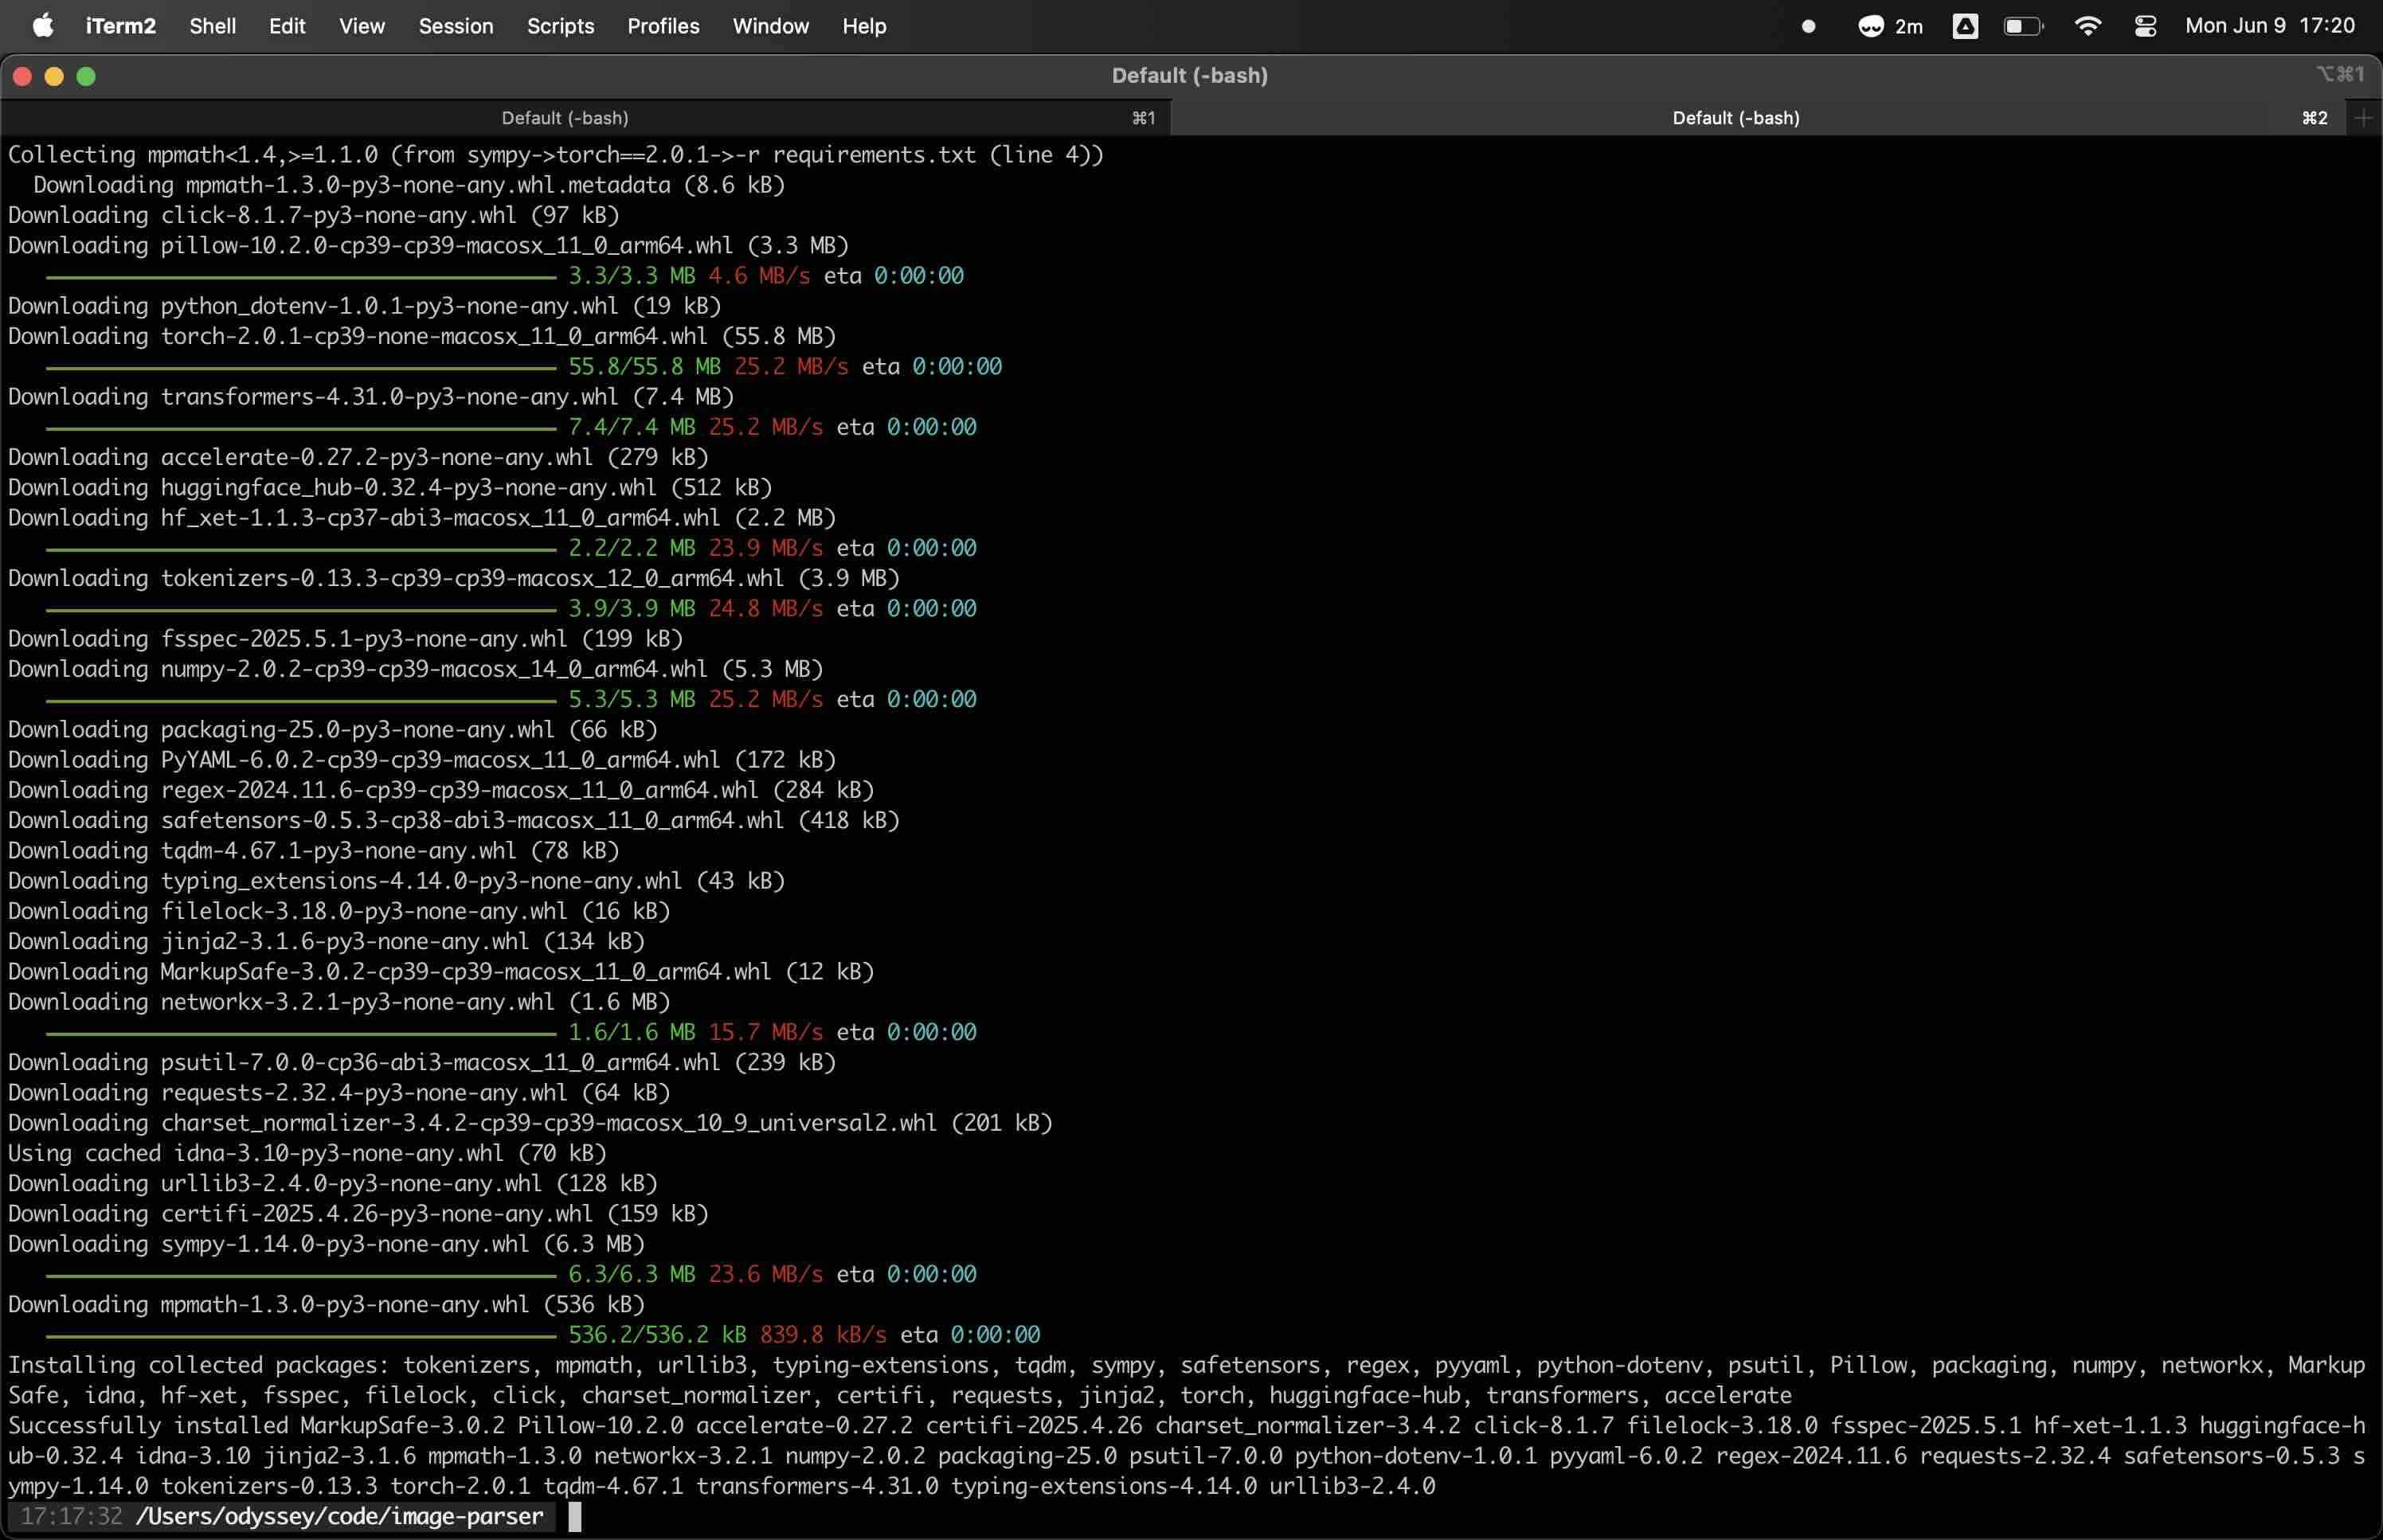 iTerm2 Shell Edit View Session Scripts Profiles Window Help 2m Mon Jun 9 17:20
Default (-bash) ⌥⌘1
Default (-bash) ⌘1 Default (-bash) ⌘2 +
Collecting mpmath<1.4,>=1.1.0 (from sympy->torch==2.0.1->-r requirements.txt (line 4))
  Downloading mpmath-1.3.0-py3-none-any.whl.metadata (8.6 kB)
Downloading click-8.1.7-py3-none-any.whl (97 kB)
Downloading pillow-10.2.0-cp39-cp39-macosx_11_0_arm64.whl (3.3 MB)
3.3/3.3 MB 4.6 MB/s eta 0:00:00
Downloading python_dotenv-1.0.1-py3-none-any.whl (19 kB)
Downloading torch-2.0.1-cp39-none-macosx_11_0_arm64.whl (55.8 MB)
55.8/55.8 MB 25.2 MB/s eta 0:00:00
Downloading transformers-4.31.0-py3-none-any.whl (7.4 MB)
7.4/7.4 MB 25.2 MB/s eta 0:00:00
Downloading accelerate-0.27.2-py3-none-any.whl (279 kB)
Downloading huggingface_hub-0.32.4-py3-none-any.whl (512 kB)
Downloading hf_xet-1.1.3-cp37-abi3-macosx_11_0_arm64.whl (2.2 MB)
2.2/2.2 MB 23.9 MB/s eta 0:00:00
Downloading tokenizers-0.13.3-cp39-cp39-macosx_12_0_arm64.whl (3.9 MB)
3.9/3.9 MB 24.8 MB/s eta 0:00:00
Downloading fsspec-2025.5.1-py3-none-any.whl (199 kB)
Downloading numpy-2.0.2-cp39-cp39-macosx_14_0_arm64.whl (5.3 MB)
5.3/5.3 MB 25.2 MB/s eta 0:00:00
Downloading packaging-25.0-py3-none-any.whl (66 kB)
Downloading PyYAML-6.0.2-cp39-cp39-macosx_11_0_arm64.whl (172 kB)
Downloading regex-2024.11.6-cp39-cp39-macosx_11_0_arm64.whl (284 kB)
Downloading safetensors-0.5.3-cp38-abi3-macosx_11_0_arm64.whl (418 kB)
Downloading tqdm-4.67.1-py3-none-any.whl (78 kB)
Downloading typing_extensions-4.14.0-py3-none-any.whl (43 kB)
Downloading filelock-3.18.0-py3-none-any.whl (16 kB)
Downloading jinja2-3.1.6-py3-none-any.whl (134 kB)
Downloading MarkupSafe-3.0.2-cp39-cp39-macosx_11_0_arm64.whl (12 kB)
Downloading networkx-3.2.1-py3-none-any.whl (1.6 MB)
1.6/1.6 MB 15.7 MB/s eta 0:00:00
Downloading psutil-7.0.0-cp36-abi3-macosx_11_0_arm64.whl (239 kB)
Downloading requests-2.32.4-py3-none-any.whl (64 kB)
Downloading charset_normalizer-3.4.2-cp39-cp39-macosx_10_9_universal2.whl (201 kB)
Using cached idna-3.10-py3-none-any.whl (70 kB)
Downloading urllib3-2.4.0-py3-none-any.whl (128 kB)
Downloading certifi-2025.4.26-py3-none-any.whl (159 kB)
Downloading sympy-1.14.0-py3-none-any.whl (6.3 MB)
6.3/6.3 MB 23.6 MB/s eta 0:00:00
Downloading mpmath-1.3.0-py3-none-any.whl (536 kB)
536.2/536.2 kB 839.8 kB/s eta 0:00:00
Installing collected packages: tokenizers, mpmath, urllib3, typing-extensions, tqdm, sympy, safetensors, regex, pyyaml, python-dotenv, psutil, Pillow, packaging, numpy, networkx, Markup
Safe, idna, hf-xet, fsspec, filelock, click, charset_normalizer, certifi, requests, jinja2, torch, huggingface-hub, transformers, accelerate
Successfully installed MarkupSafe-3.0.2 Pillow-10.2.0 accelerate-0.27.2 certifi-2025.4.26 charset_normalizer-3.4.2 click-8.1.7 filelock-3.18.0 fsspec-2025.5.1 hf-xet-1.1.3 huggingface-h
ub-0.32.4 idna-3.10 jinja2-3.1.6 mpmath-1.3.0 networkx-3.2.1 numpy-2.0.2 packaging-25.0 psutil-7.0.0 python-dotenv-1.0.1 pyyaml-6.0.2 regex-2024.11.6 requests-2.32.4 safetensors-0.5.3 s
ympy-1.14.0 tokenizers-0.13.3 torch-2.0.1 tqdm-4.67.1 transformers-4.31.0 typing-extensions-4.14.0 urllib3-2.4.0
17:17:32 /Users/odyssey/code/image-parser